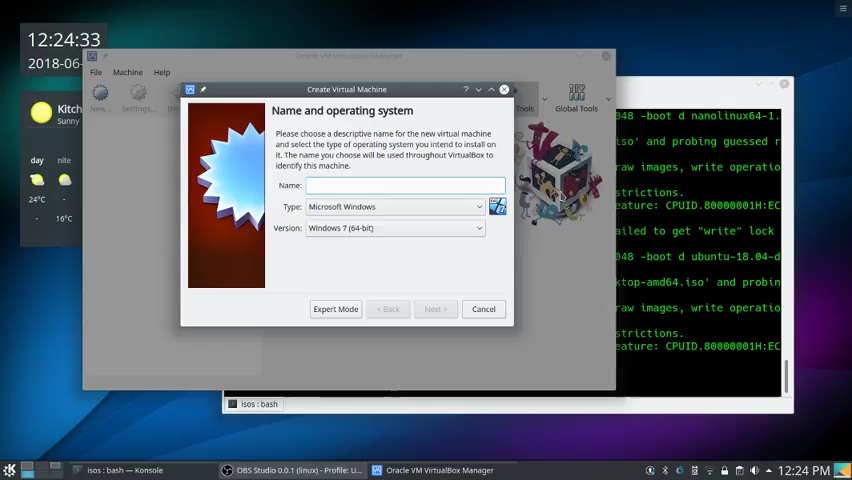 12:24:33
2018-06-
Kitch
Sunny
day nite
24°C -
- 16°C
Oracle VM VirtualBox Manager
File Machine Help
New... Settings...
Tools
Global Tools
Create Virtual Machine
Name and operating system
Please choose a descriptive name for the new virtual machine
and select the type of operating system you intend to install on
it. The name you choose will be used throughout VirtualBox to
identify this machine.
Name:
Type: Microsoft Windows
Version: Windows 7 (64-bit)
Expert Mode < Back Next > Cancel
048 -boot d nanolinux64-1.
iso' and probing guessed r
raw images, write operatio
strictions.
eature: CPUID.80000001H:EC
ailed to get "write" lock
048 -boot d ubuntu-18.04-d
ktop-amd64.iso' and probin
raw images, write operatio
strictions.
eature: CPUID.80000001H:EC
isos : bash
isos : bash — Konsole
OBS Studio 0.0.1 (linux) - Profile: U...
Oracle VM VirtualBox Manager
12:24 PM